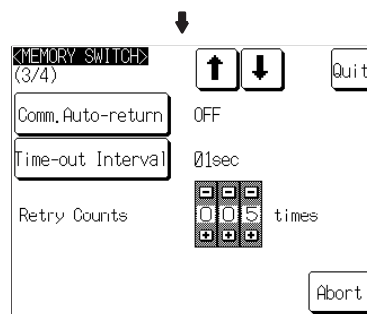 <MEMORY SWITCH>
(3/4)
Quit
Comm.Auto-return OFF
Time-out Interval 01sec
Retry Counts 005 times
Abort